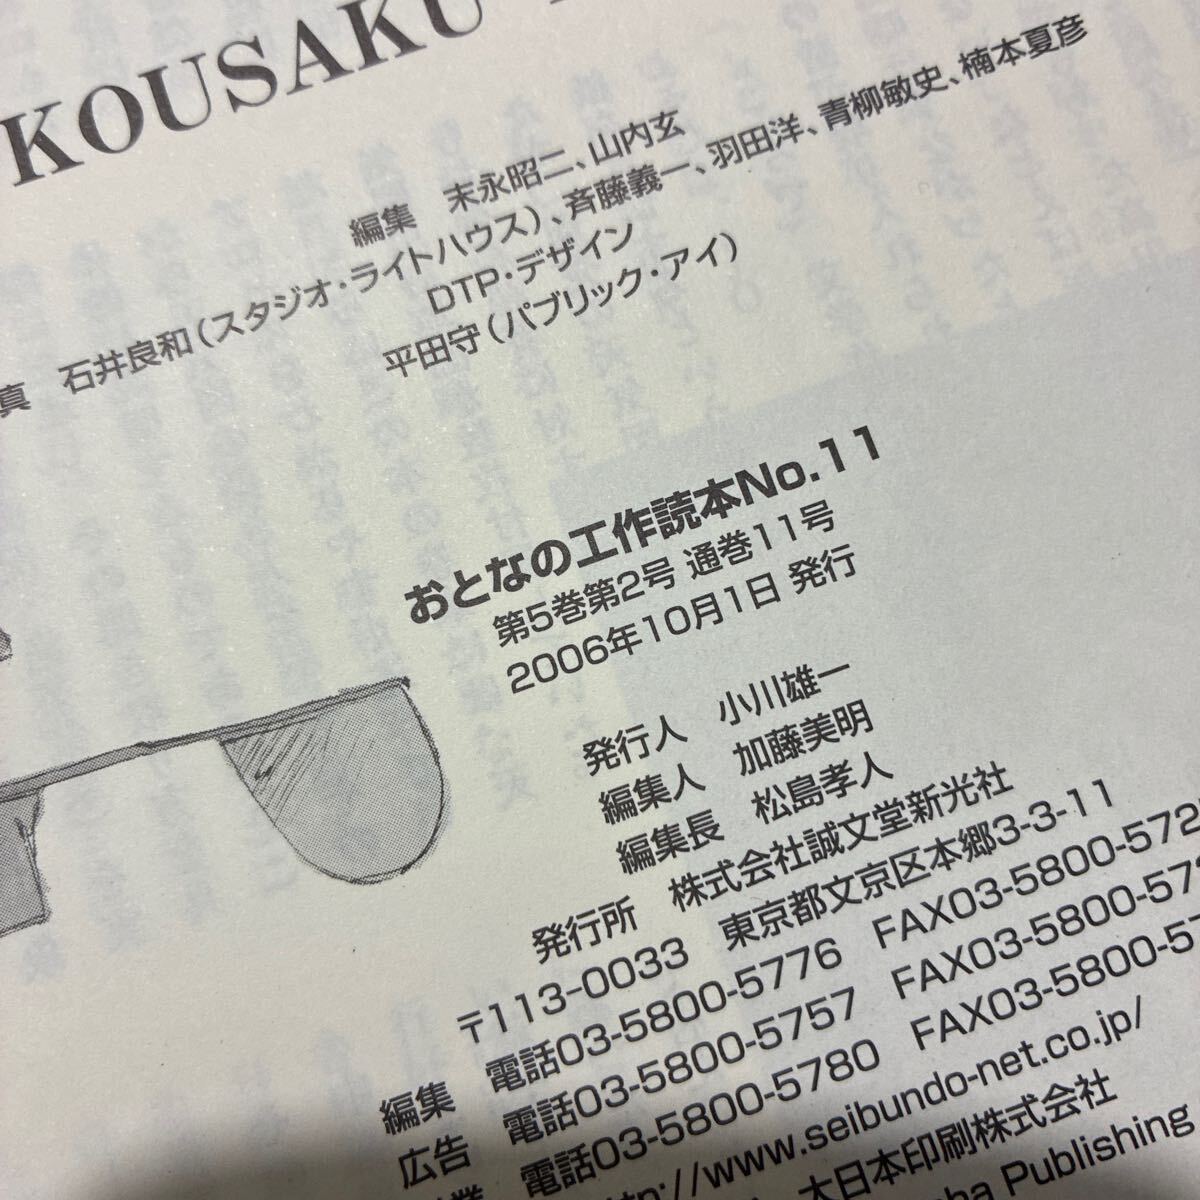 KOUSAKU
編集　末永昭二、山内玄
真　石井良和（スタジオ・ライトハウス）、斉藤義一、羽田洋、青柳敏史、楠本夏彦
DTP・デザイン
平田守（パブリック・アイ）
おとなの工作読本No.11
第5巻第2号 通巻11号
2006年10月1日 発行
発行人　小川雄一
編集人　加藤美明
編集長　松島孝人
発行所　株式会社誠文堂新光社
〒113-0033　東京都文京区本郷3-3-11
編集　電話03-5800-5776　FAX03-5800-572
広告　電話03-5800-5757　FAX03-5800-57
業　電話03-5800-5780　FAX03-5800-57
http://www.seibundo-net.co.jp/
大日本印刷株式会社
ha Publishing